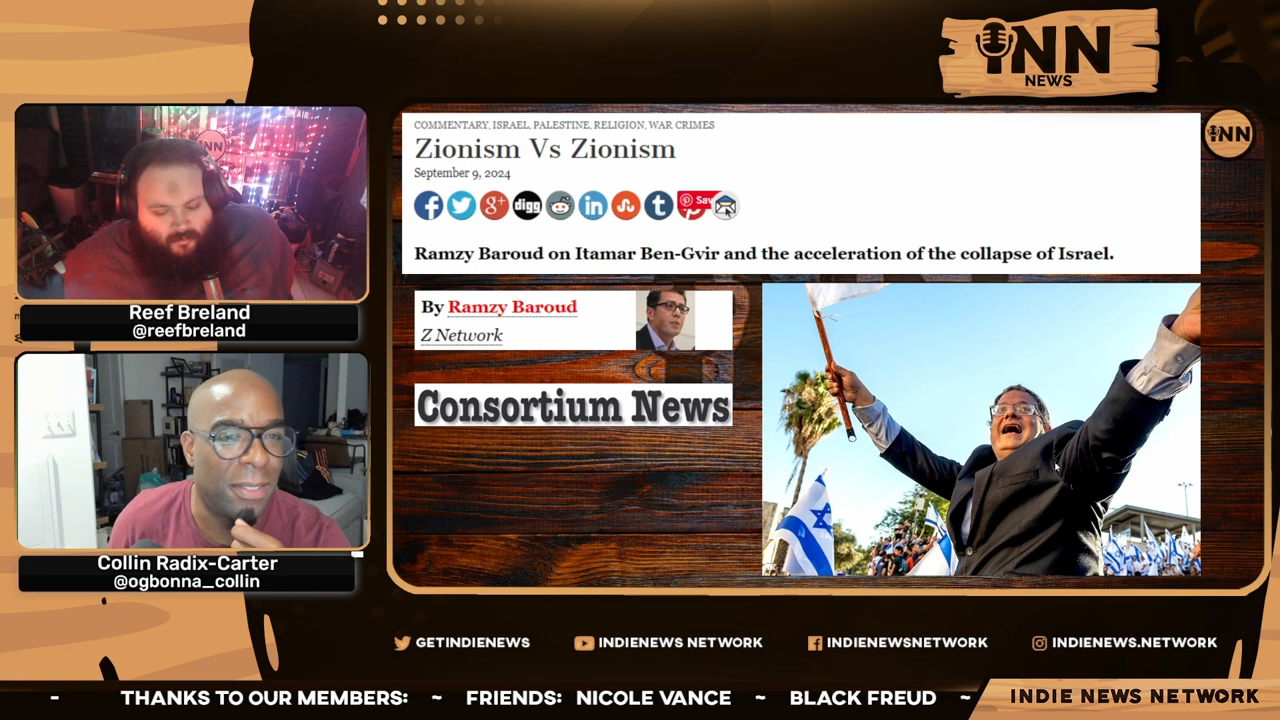 INN
NEWS
INN
COMMENTARY, ISRAEL, PALESTINE, RELIGION, WAR CRIMES
Zionism Vs Zionism
September 9, 2024
digg
Sav
Ramzy Baroud on Itamar Ben-Gvir and the acceleration of the collapse of Israel.
By Ramzy Baroud
Z Network
Consortium News
Reef Breland
@reefbreland
Collin Radix-Carter
@ogbonna_collin
GETINDIENEWS
INDIENEWS NETWORK
INDIENEWSNETWORK
INDIENEWS.NETWORK
- THANKS TO OUR MEMBERS: ~ FRIENDS: NICOLE VANCE ~ BLACK FREUD ~
INDIE NEWS NETWORK